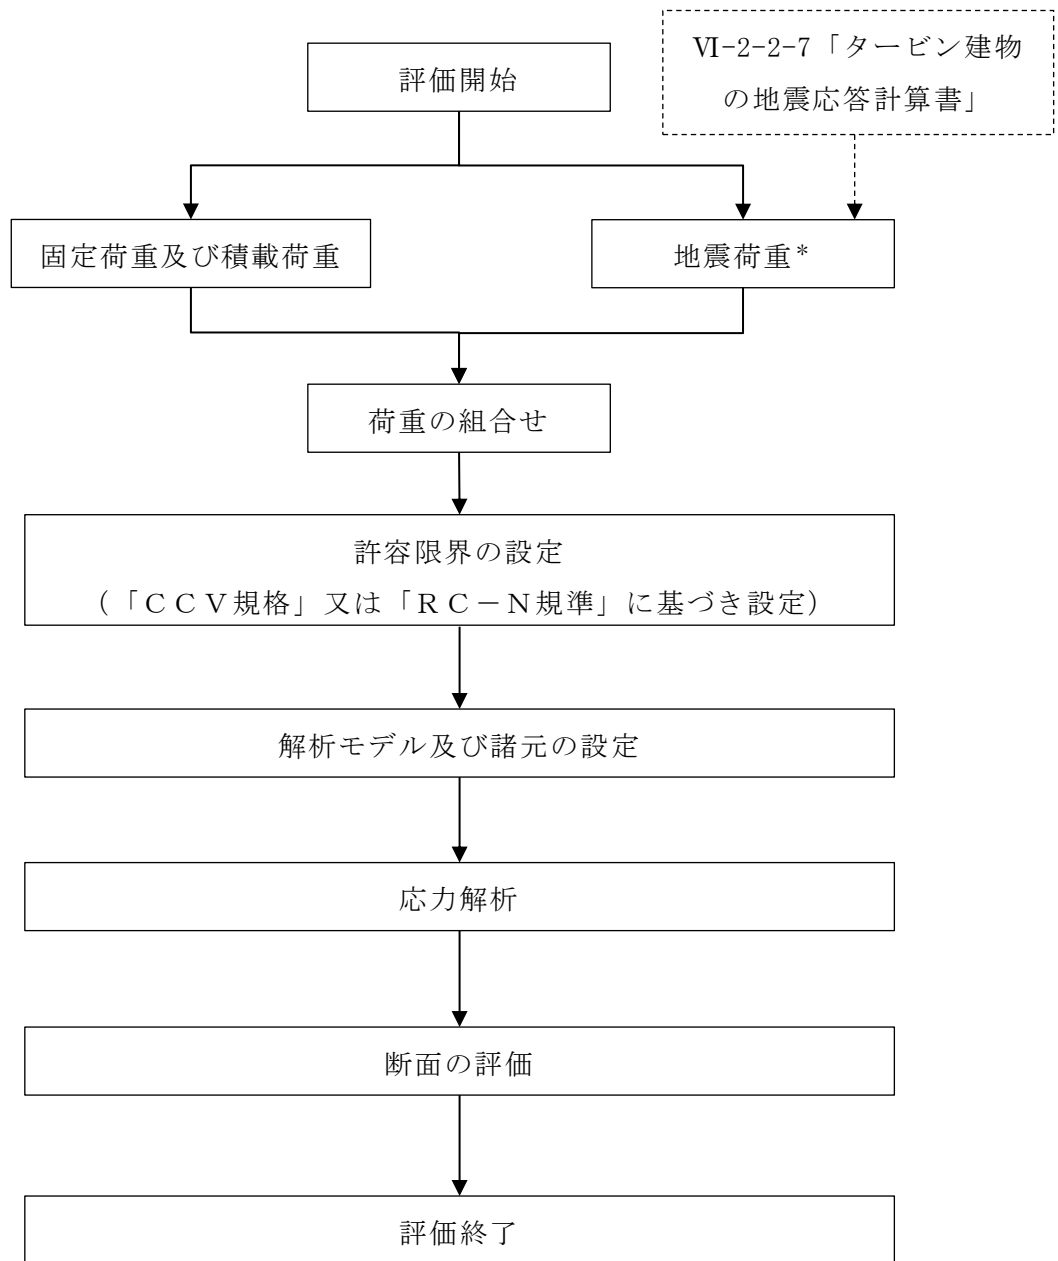 評価開始
Ⅵ-2-2-7「タービン建物
の地震応答計算書」
固定荷重及び積載荷重
地震荷重*
荷重の組合せ
許容限界の設定
（「ＣＣＶ規格」又は「ＲＣ－Ｎ規準」に基づき設定）
解析モデル及び諸元の設定
応力解析
断面の評価
評価終了